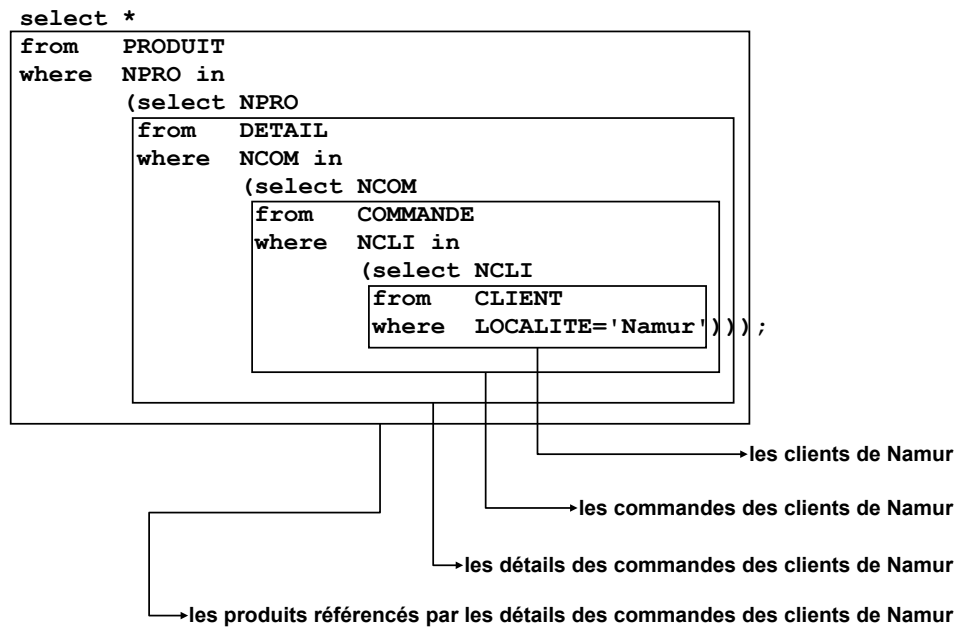 select *
from PRODUIT
where NPRO in
(select NPRO
from DETAIL
where NCOM in
(select NCOM
from COMMANDE
where NCLI in
(select NCLI
from CLIENT
where LOCALITE='Namur')));
les clients de Namur
les commandes des clients de Namur
les détails des commandes des clients de Namur
les produits référencés par les détails des commandes des clients de Namur